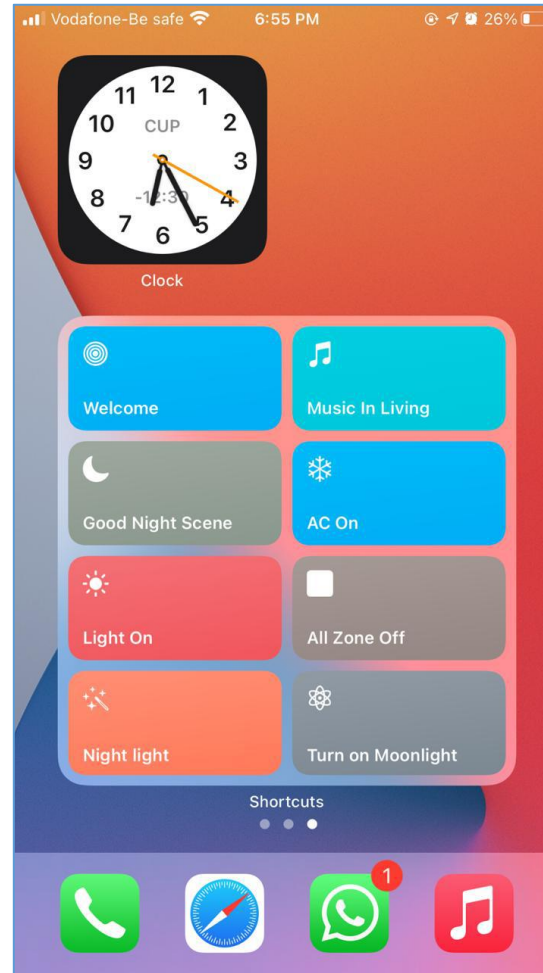 Vodafone-Be safe 6:55 PM 26%
12
11 1
10 CUP 2
9 3
8 -12:30 4
7 5
6
Clock
Welcome Music In Living
Good Night Scene AC On
Light On All Zone Off
Night light Turn on Moonlight
Shortcuts
1